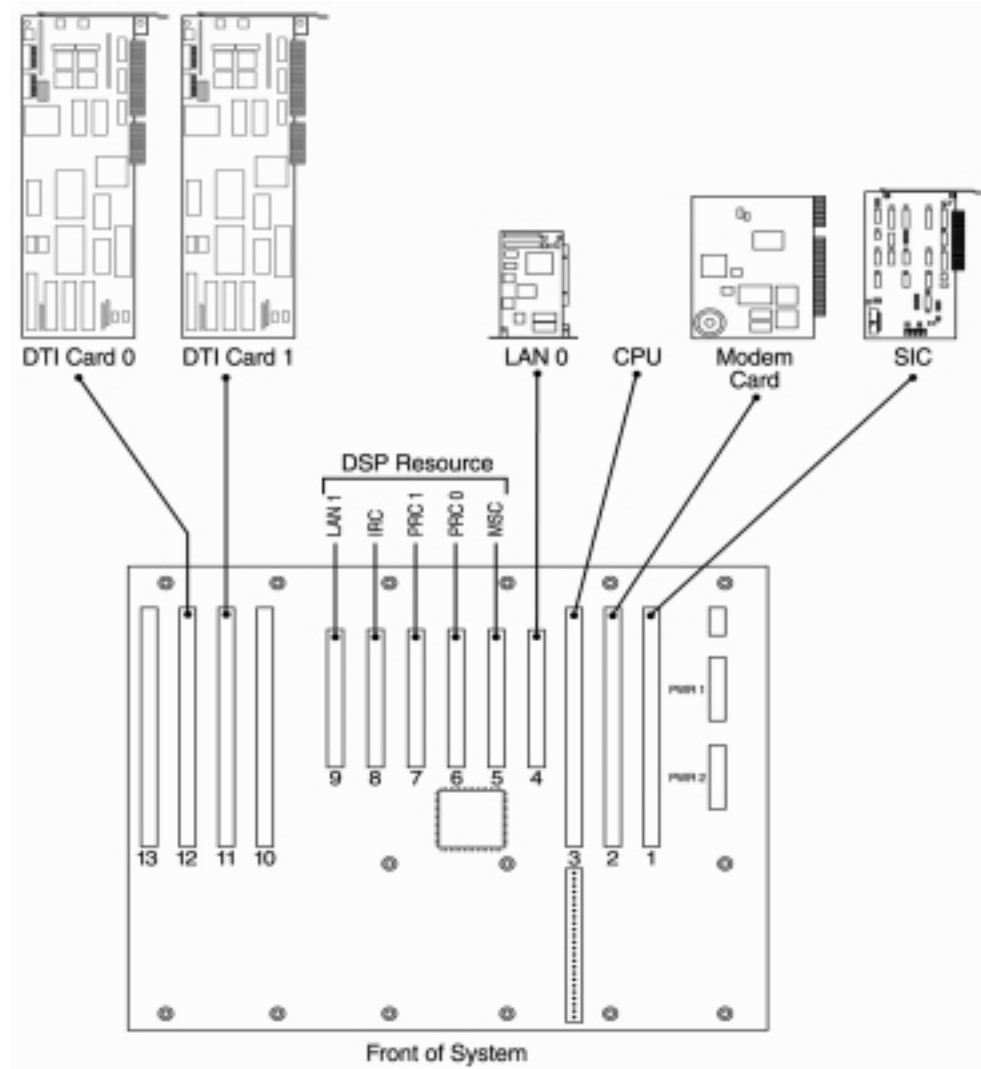 DTI Card 0
DTI Card 1
LAN 0
CPU
Modem
Card
SIC
DSP Resource
LAN 1
IRC
PRC 1
PRC 0
MSC
PWR 1
PWR 2
9
8
7
6
5
4
13
12
11
10
3
2
1
Front of System